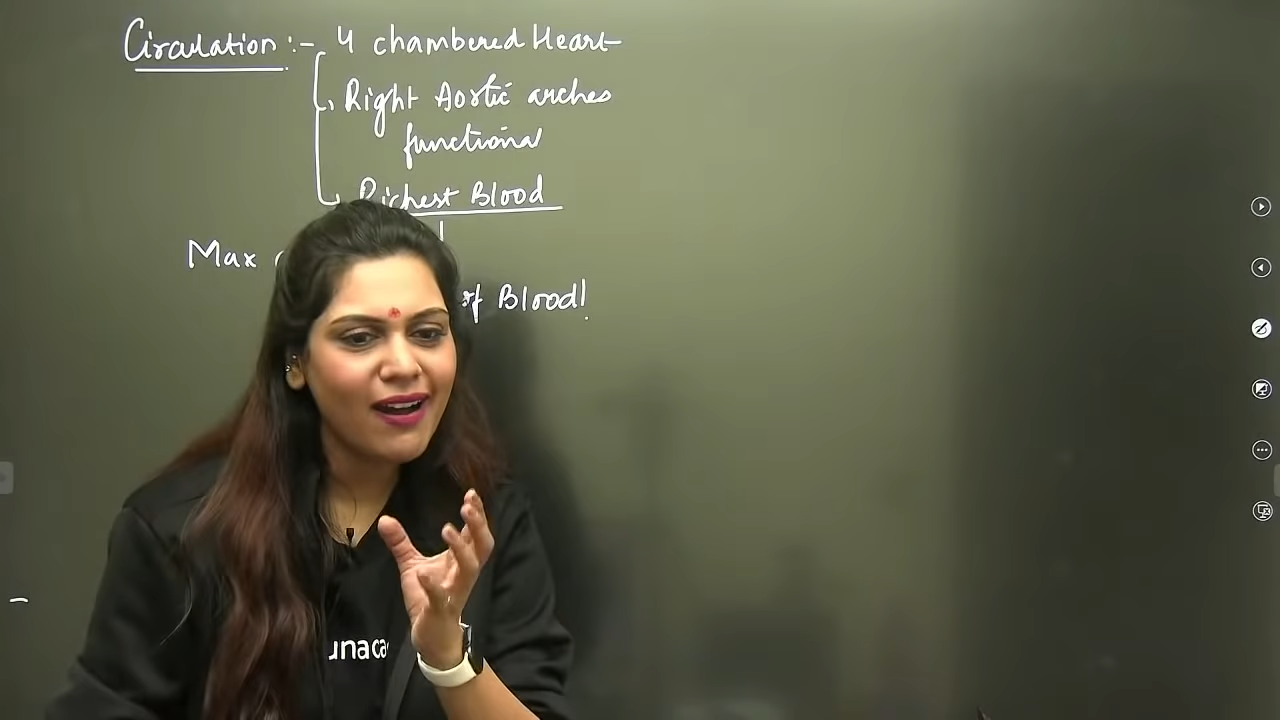 Circulation :- 4 chambered Heart
Right Aortic arches
functional
Richest Blood
Max
of Blood!
unaca